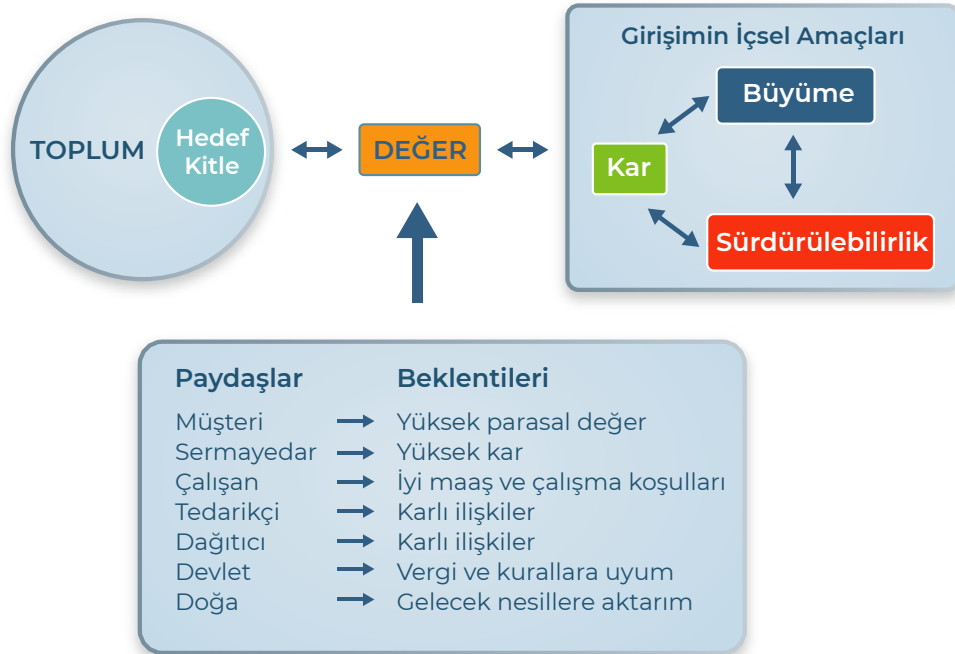 TOPLUM
Hedef
Kitle
DEĞER
Girişimin İçsel Amaçları
Büyüme
Kar
Sürdürülebilirlik
Paydaşlar Beklentileri
Müşteri Yüksek parasal değer
Sermayedar Yüksek kar
Çalışan İyi maaş ve çalışma koşulları
Tedarikçi Karlı ilişkiler
Dağıtıcı Karlı ilişkiler
Devlet Vergi ve kurallara uyum
Doğa Gelecek nesillere aktarım